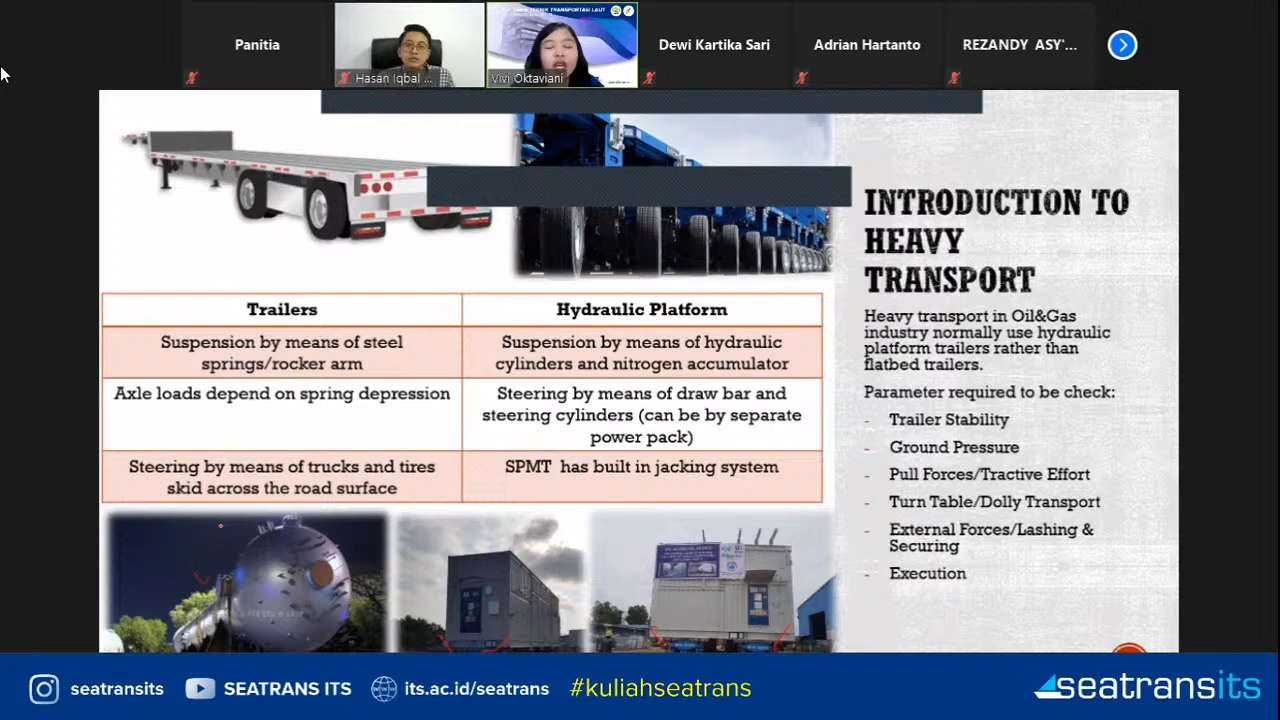 Panitia
Hasan Iqbal ...
Vivi Oktaviani
Dewi Kartika Sari
Adrian Hartanto
REZANDY ASY'...
INTRODUCTION TO
HEAVY
TRANSPORT
Heavy transport in Oil&Gas
industry normally use hydraulic
platform trailers rather than
flatbed trailers.
Parameter required to be check:
- Trailer Stability
- Ground Pressure
- Pull Forces/Tractive Effort
- Turn Table/Dolly Transport
- External Forces/Lashing &
Securing
- Execution
Trailers
Hydraulic Platform
Suspension by means of steel
springs/rocker arm
Suspension by means of hydraulic
cylinders and nitrogen accumulator
Axle loads depend on spring depression
Steering by means of draw bar and
steering cylinders (can be by separate
power pack)
Steering by means of trucks and tires
skid across the road surface
SPMT has built in jacking system
seatransits
SEATRANS ITS
its.ac.id/seatrans
#kuliahseatrans
seatransits